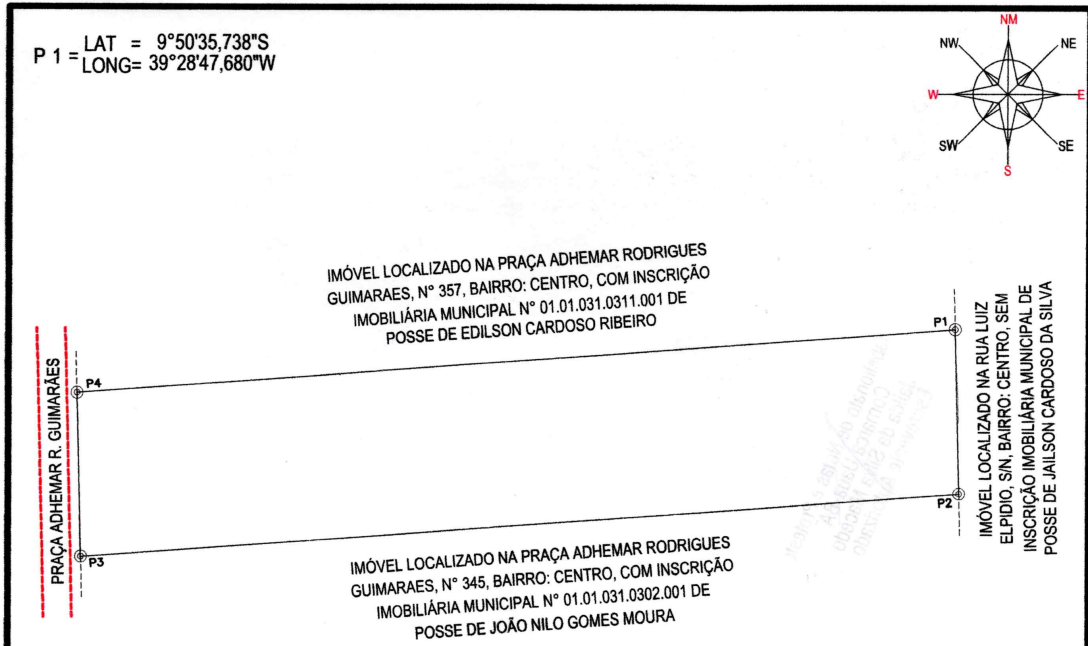 P 1 = LAT = 9°50'35,738"S
LONG= 39°28'47,680"W
NM
NW
NE
W
E
SW
SE
S
IMÓVEL LOCALIZADO NA PRAÇA ADHEMAR RODRIGUES
GUIMARAES, N° 357, BAIRRO: CENTRO, COM INSCRIÇÃO
IMOBILIÁRIA MUNICIPAL N° 01.01.031.0311.001 DE
POSSE DE EDILSON CARDOSO RIBEIRO
P1
P4
PRAÇA ADHEMAR R. GUIMARÃES
IMÓVEL LOCALIZADO NA RUA LUIZ
ELPIDIO, S/N, BAIRRO: CENTRO, SEM
INSCRIÇÃO IMOBILIÁRIA MUNICIPAL DE
POSSE DE JAILSON CARDOSO DA SILVA
P2
P3
IMÓVEL LOCALIZADO NA PRAÇA ADHEMAR RODRIGUES
GUIMARAES, N° 345, BAIRRO: CENTRO, COM INSCRIÇÃO
IMOBILIÁRIA MUNICIPAL N° 01.01.031.0302.001 DE
POSSE DE JOÃO NILO GOMES MOURA